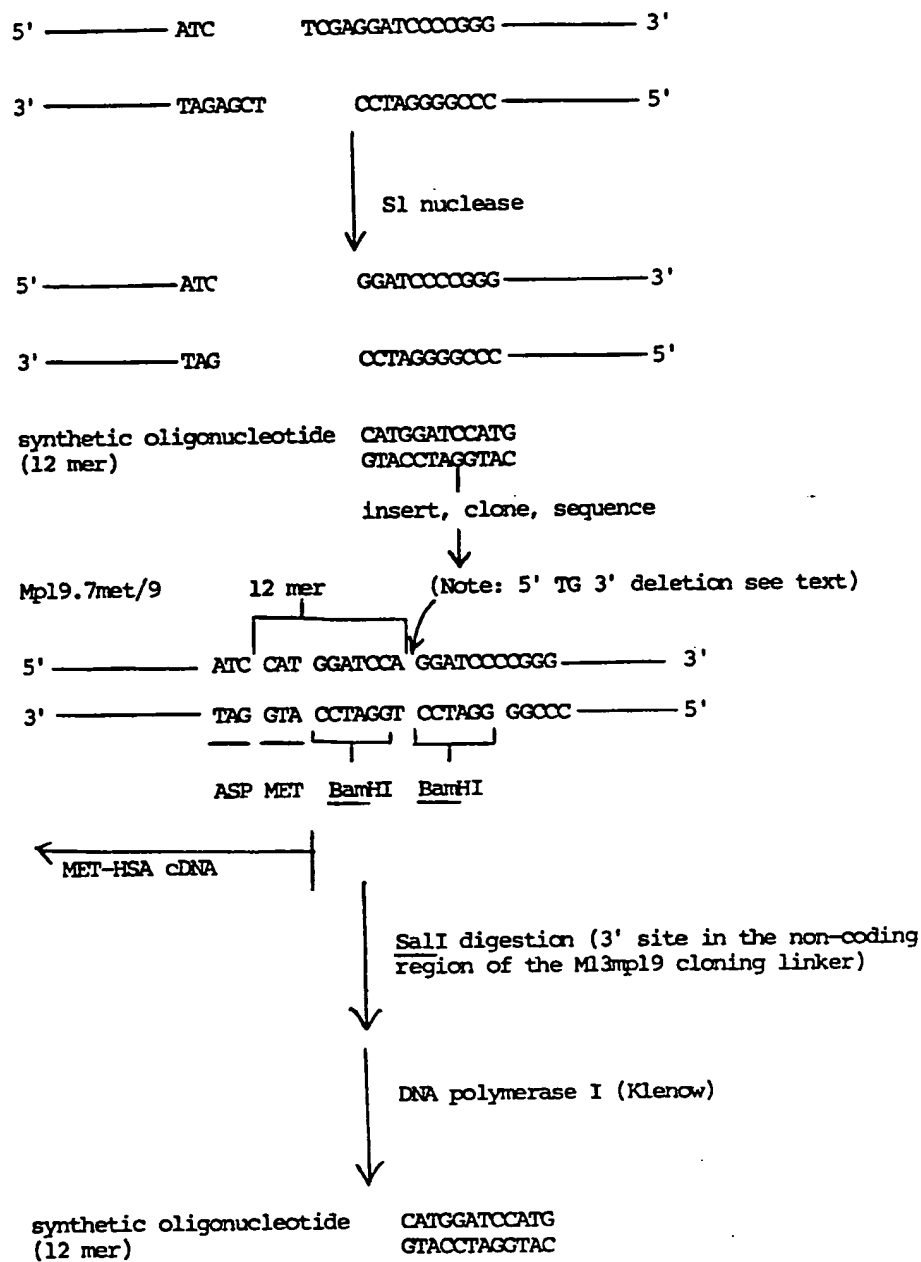 5' ATC TCGAGGATCCCCGGG 3'
3' TAGAGCT CCTAGGGGCCC 5'
S1 nuclease
5' ATC GGATCCCCGGG 3'
3' TAG CCTAGGGGCCC 5'
synthetic oligonucleotide CATGGATCCATG
(12 mer) GTACCTAGGTAC
insert, clone, sequence
Mp19.7met/9 12 mer (Note: 5' TG 3' deletion see text)
5' ATC CAT GGATCCA GGATCCCCGGG 3'
3' TAG GTA CCTAGGT CCTAGG GGCCC 5'
ASP MET BamHI BamHI
MET-HSA cDNA
SalI digestion (3' site in the non-coding
region of the M13mp19 cloning linker)
DNA polymerase I (Klenow)
synthetic oligonucleotide CATGGATCCATG
(12 mer) GTACCTAGGTAC